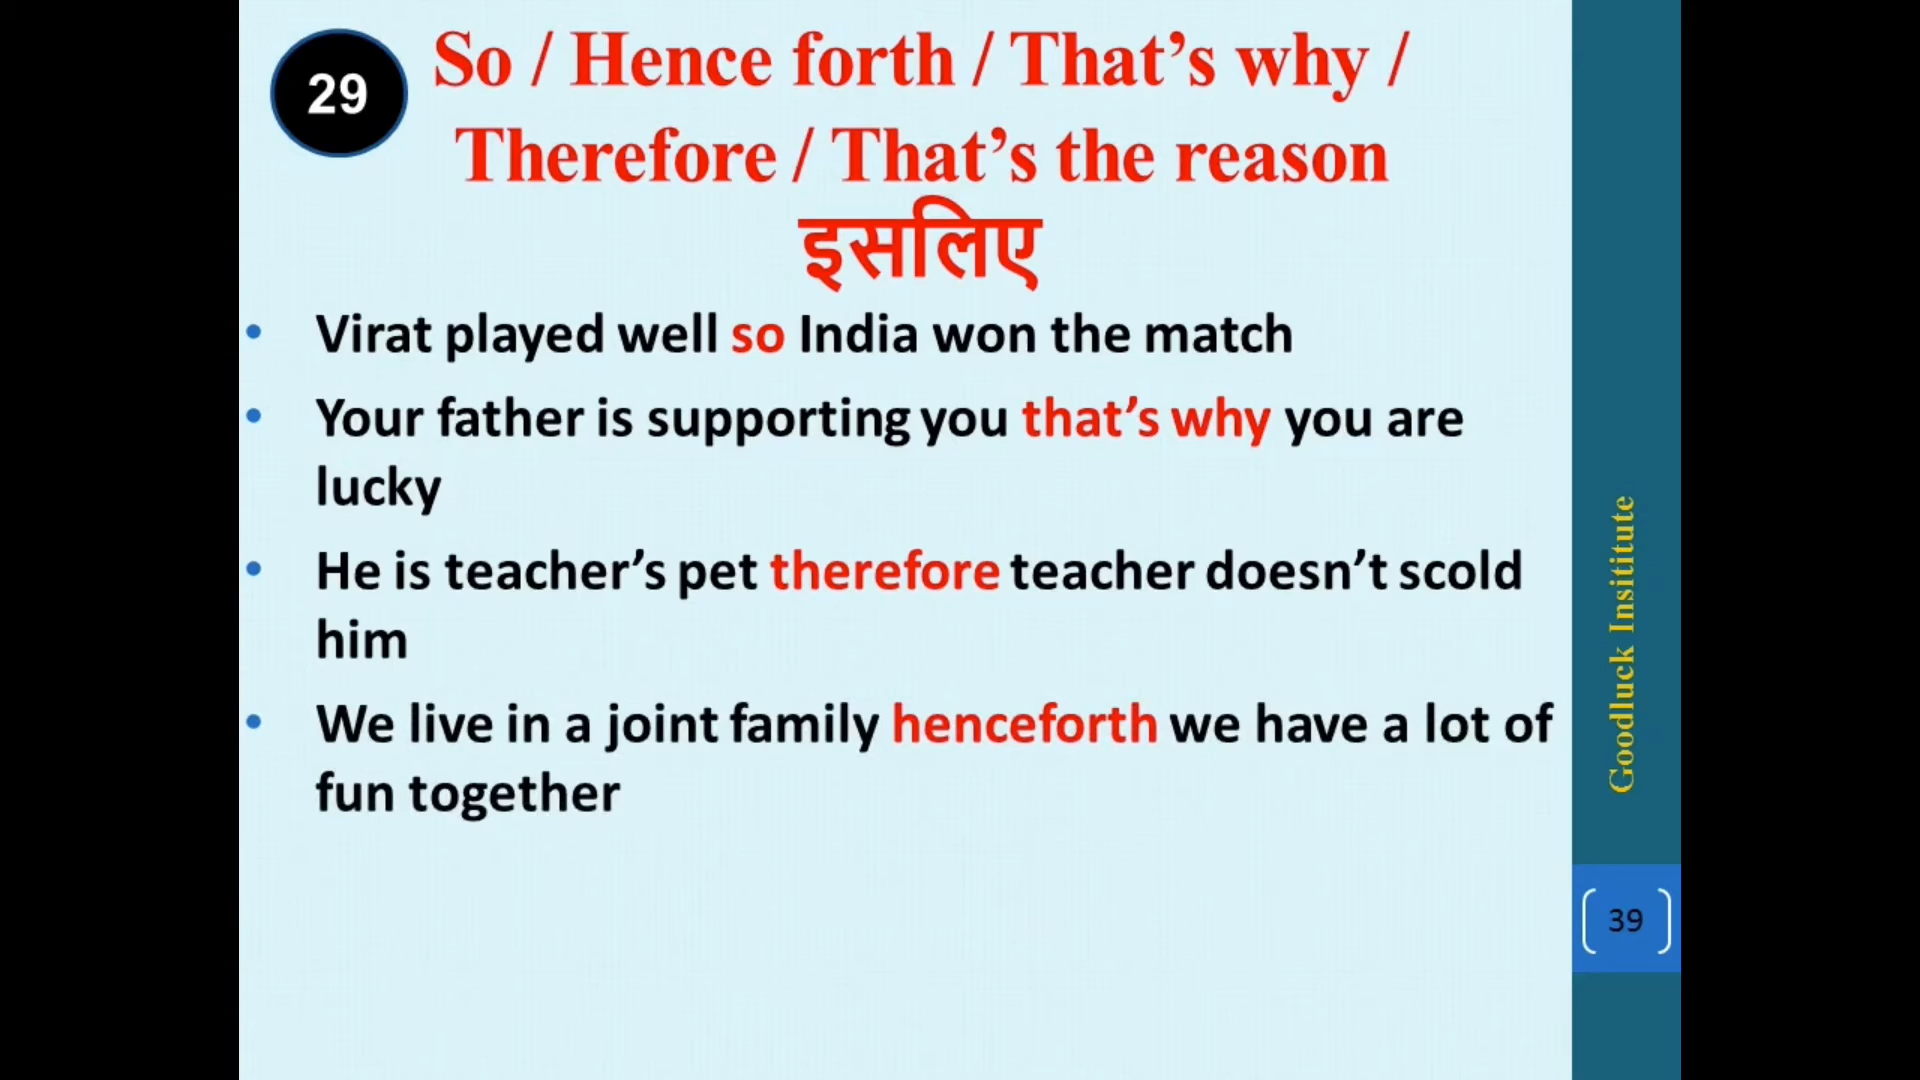 29
So / Hence forth / That’s why /
Therefore / That’s the reason
इसलिए
• Virat played well so India won the match
• Your father is supporting you that’s why you are
lucky
• He is teacher’s pet therefore teacher doesn’t scold
him
• We live in a joint family henceforth we have a lot of
fun together
Goodluck Insititute
39